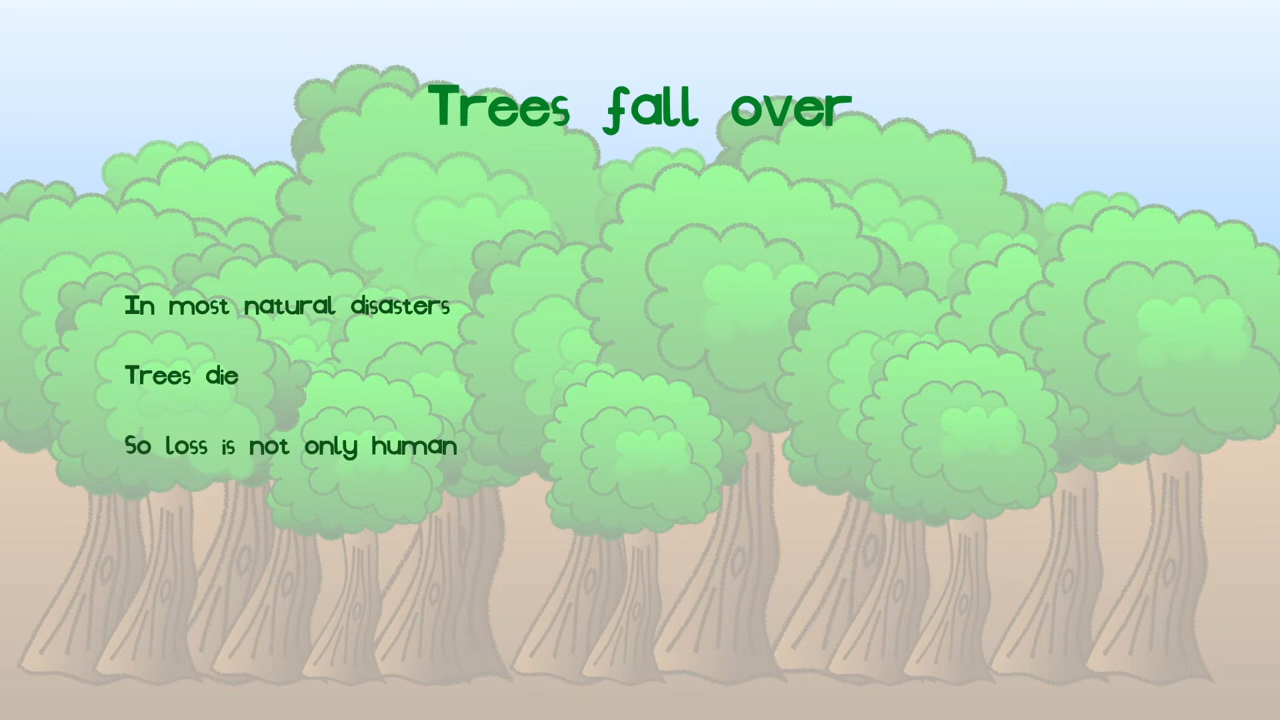 Trees fall over
In most natural disasters
Trees die
So loss is not only human